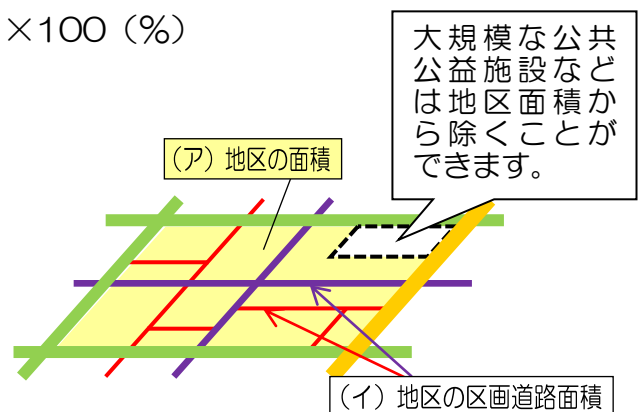 ×100（%）
大規模な公共
公益施設など
は地区面積か
ら除くことが
できます。
（ア）地区の面積
（イ）地区の区画道路面積